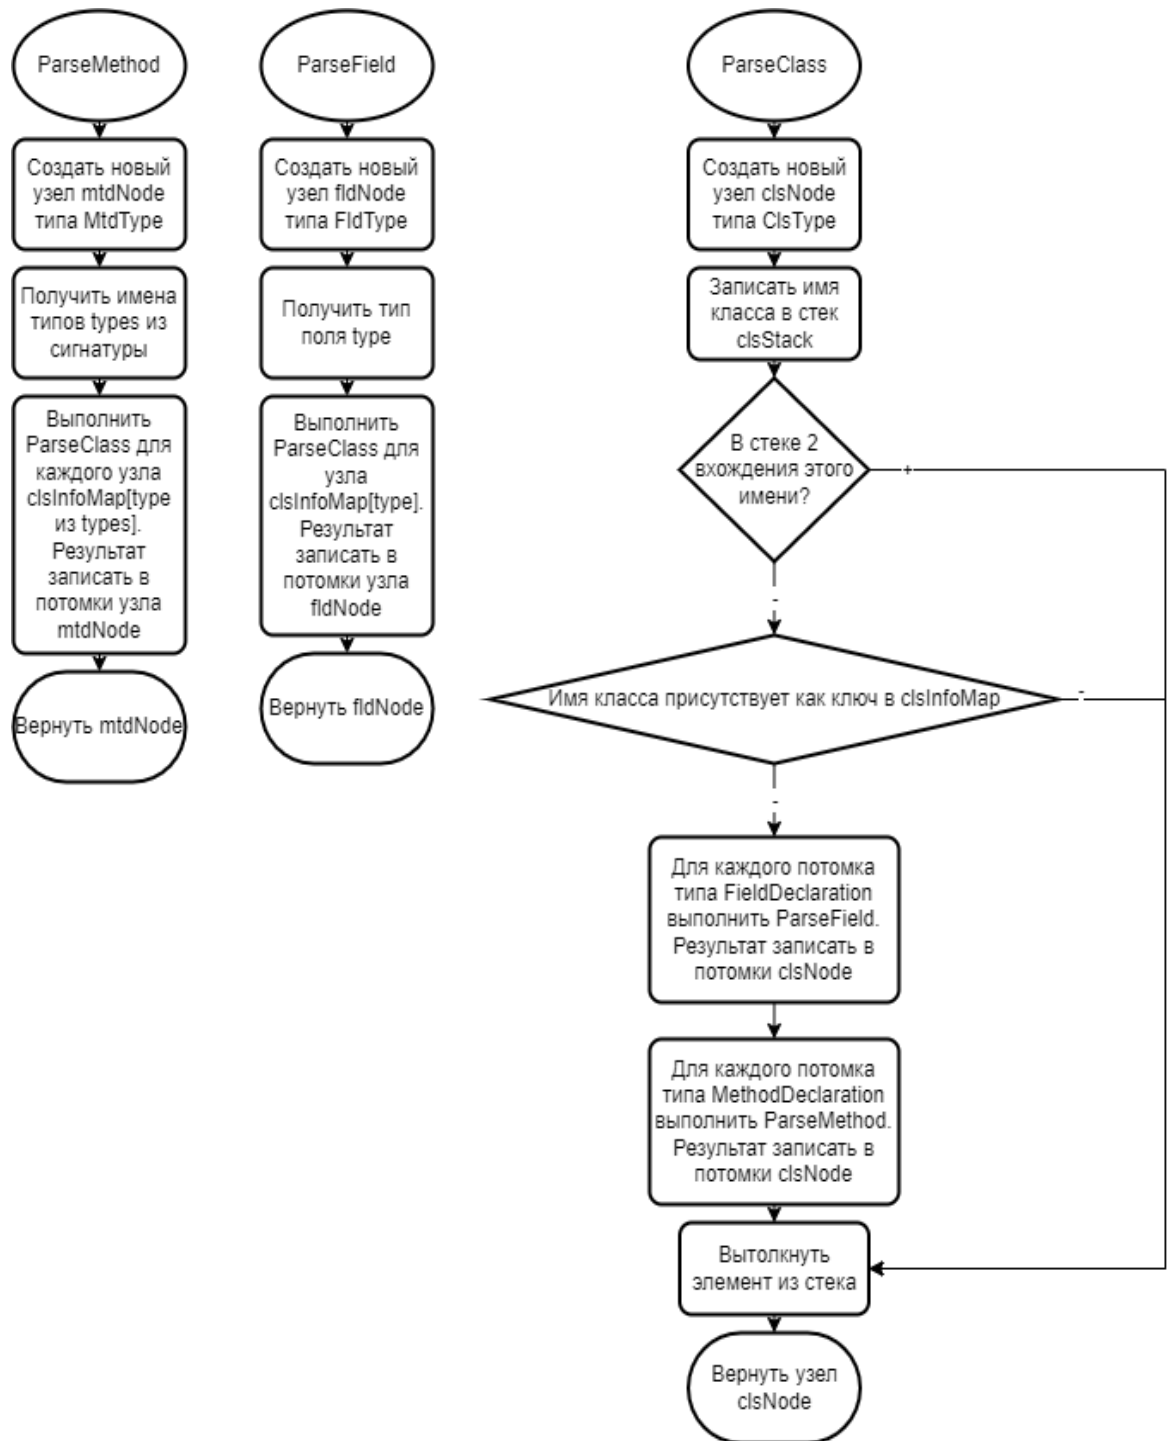 ParseMethod
Создать новый
узел mtdNode
типа MtdType
Получить имена
типов types из
сигнатуры
Выполнить
ParseClass для
каждого узла
clsInfoMap[type
из types].
Результат
записать в
потомки узла
mtdNode
Вернуть mtdNode
ParseField
Создать новый
узел fldNode
типа FldType
Получить тип
поля type
Выполнить
ParseClass для
узла
clsInfoMap[type].
Результат
записать в
потомки узла
fldNode
Вернуть fldNode
ParseClass
Создать новый
узел clsNode
типа ClsType
Записать имя
класса в стек
clsStack
В стеке 2
вхождения этого
имени?
+
-
Имя класса присутствует как ключ в clsInfoMap
-
-
Для каждого потомка
типа FieldDeclaration
выполнить ParseField.
Результат записать в
потомки clsNode
Для каждого потомка
типа MethodDeclaration
выполнить ParseMethod.
Результат записать в
потомки clsNode
Вытолкнуть
элемент из стека
Вернуть узел
clsNode